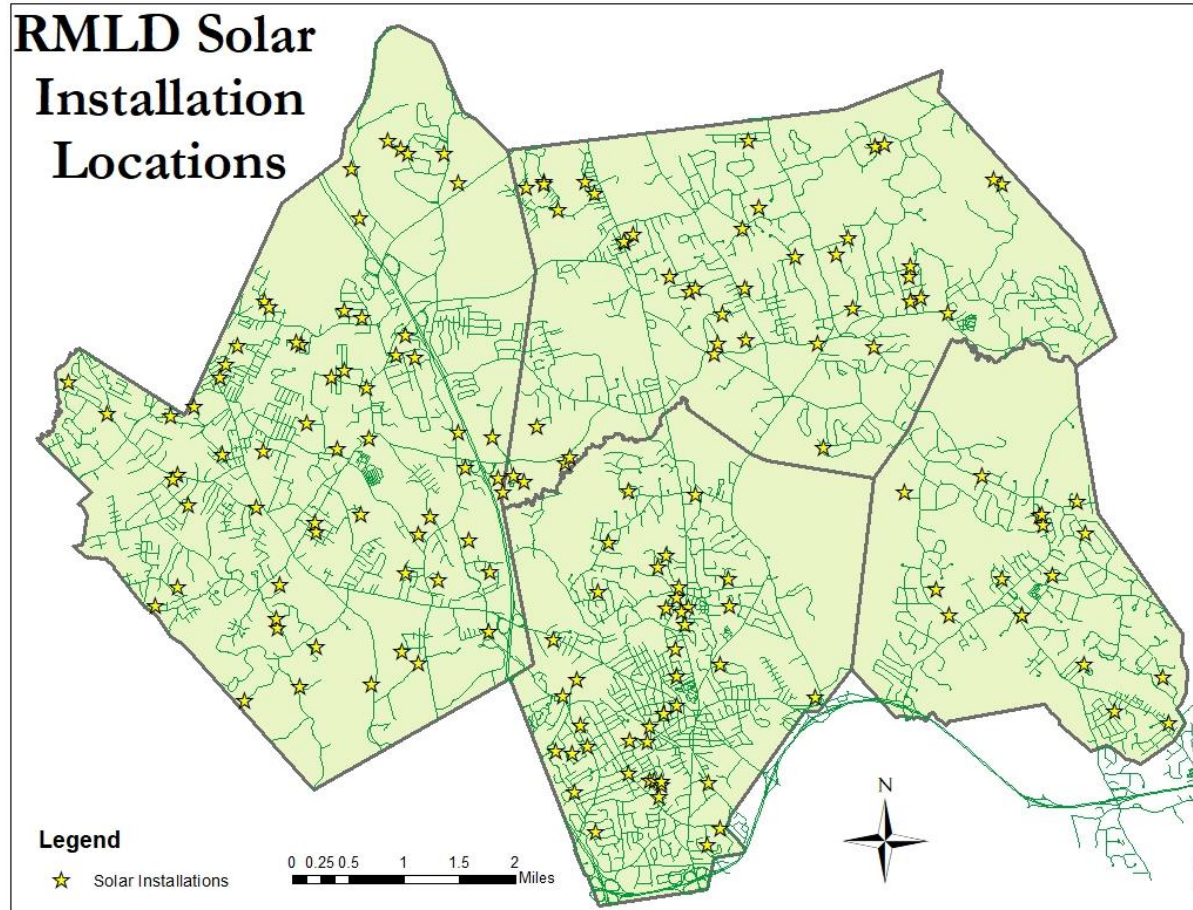 RMLD Solar
Installation
Locations
N
Legend
Solar Installations
0 0.25 0.5 1 1.5 2
Miles